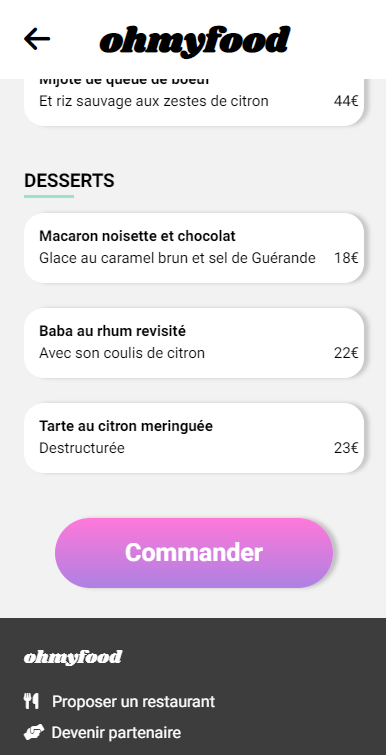 ohmyfood
Mijoté de queue de boeuf
Et riz sauvage aux zestes de citron 44€
DESSERTS
Macaron noisette et chocolat
Glace au caramel brun et sel de Guérande 18€
Baba au rhum revisité
Avec son coulis de citron 22€
Tarte au citron meringuée
Destructurée 23€
Commander
ohmyfood
Proposer un restaurant
Devenir partenaire